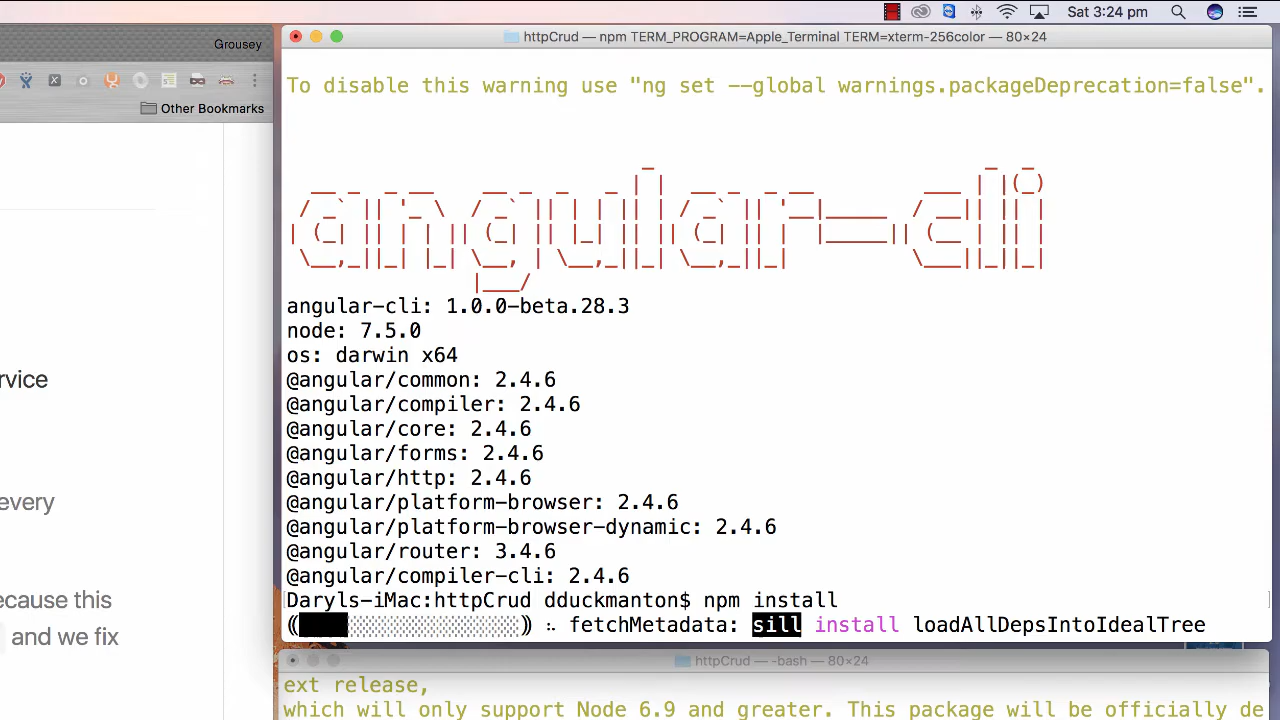 Sat 3:24 pm
Grousey
Other Bookmarks
rvice
every
ecause this
and we fix
httpCrud — npm TERM_PROGRAM=Apple_Terminal TERM=xterm-256color — 80×24
To disable this warning use "ng set --global warnings.packageDeprecation=false".
angular-cli
angular-cli: 1.0.0-beta.28.3
node: 7.5.0
os: darwin x64
@angular/common: 2.4.6
@angular/compiler: 2.4.6
@angular/core: 2.4.6
@angular/forms: 2.4.6
@angular/http: 2.4.6
@angular/platform-browser: 2.4.6
@angular/platform-browser-dynamic: 2.4.6
@angular/router: 3.4.6
@angular/compiler-cli: 2.4.6
Daryls-iMac:httpCrud dduckmanton$ npm install
fetchMetadata: sill install loadAllDepsIntoIdealTree
httpCrud — -bash — 80×24
ext release,
which will only support Node 6.9 and greater. This package will be officially de